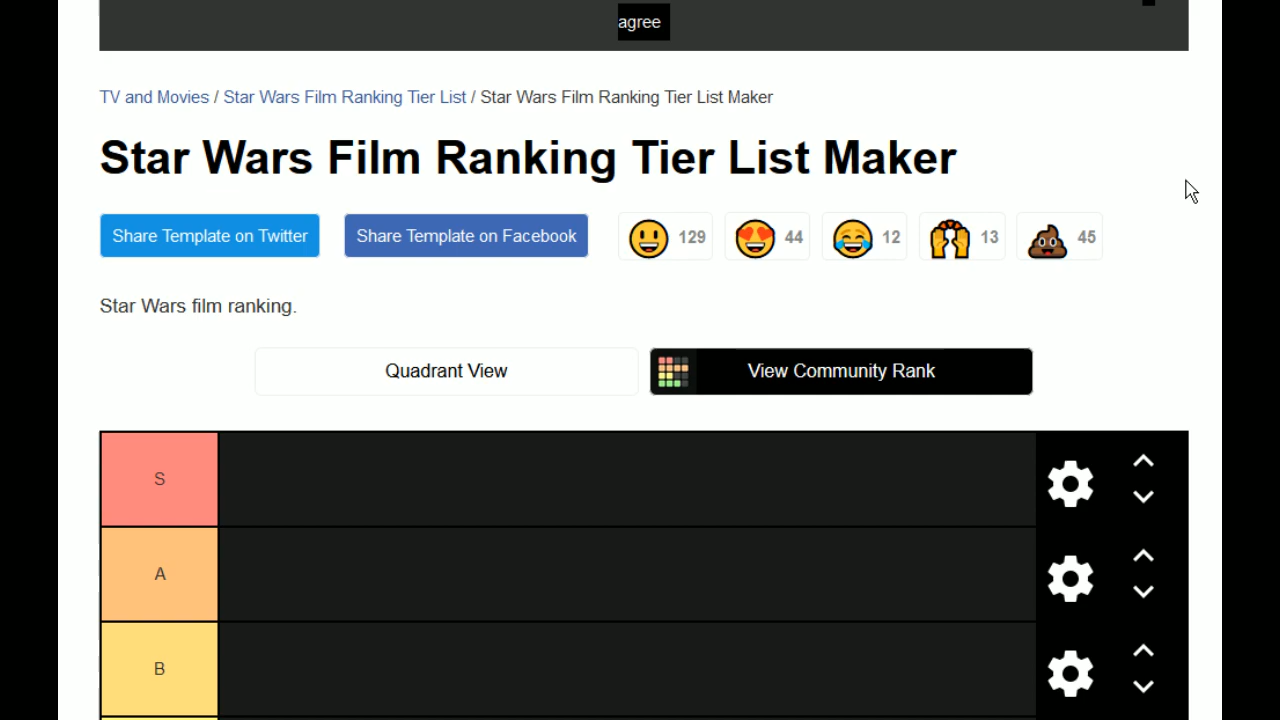 agree
TV and Movies / Star Wars Film Ranking Tier List / Star Wars Film Ranking Tier List Maker
Star Wars Film Ranking Tier List Maker
Share Template on Twitter Share Template on Facebook 129 44 12 13 45
Star Wars film ranking.
Quadrant View View Community Rank
S
A
B